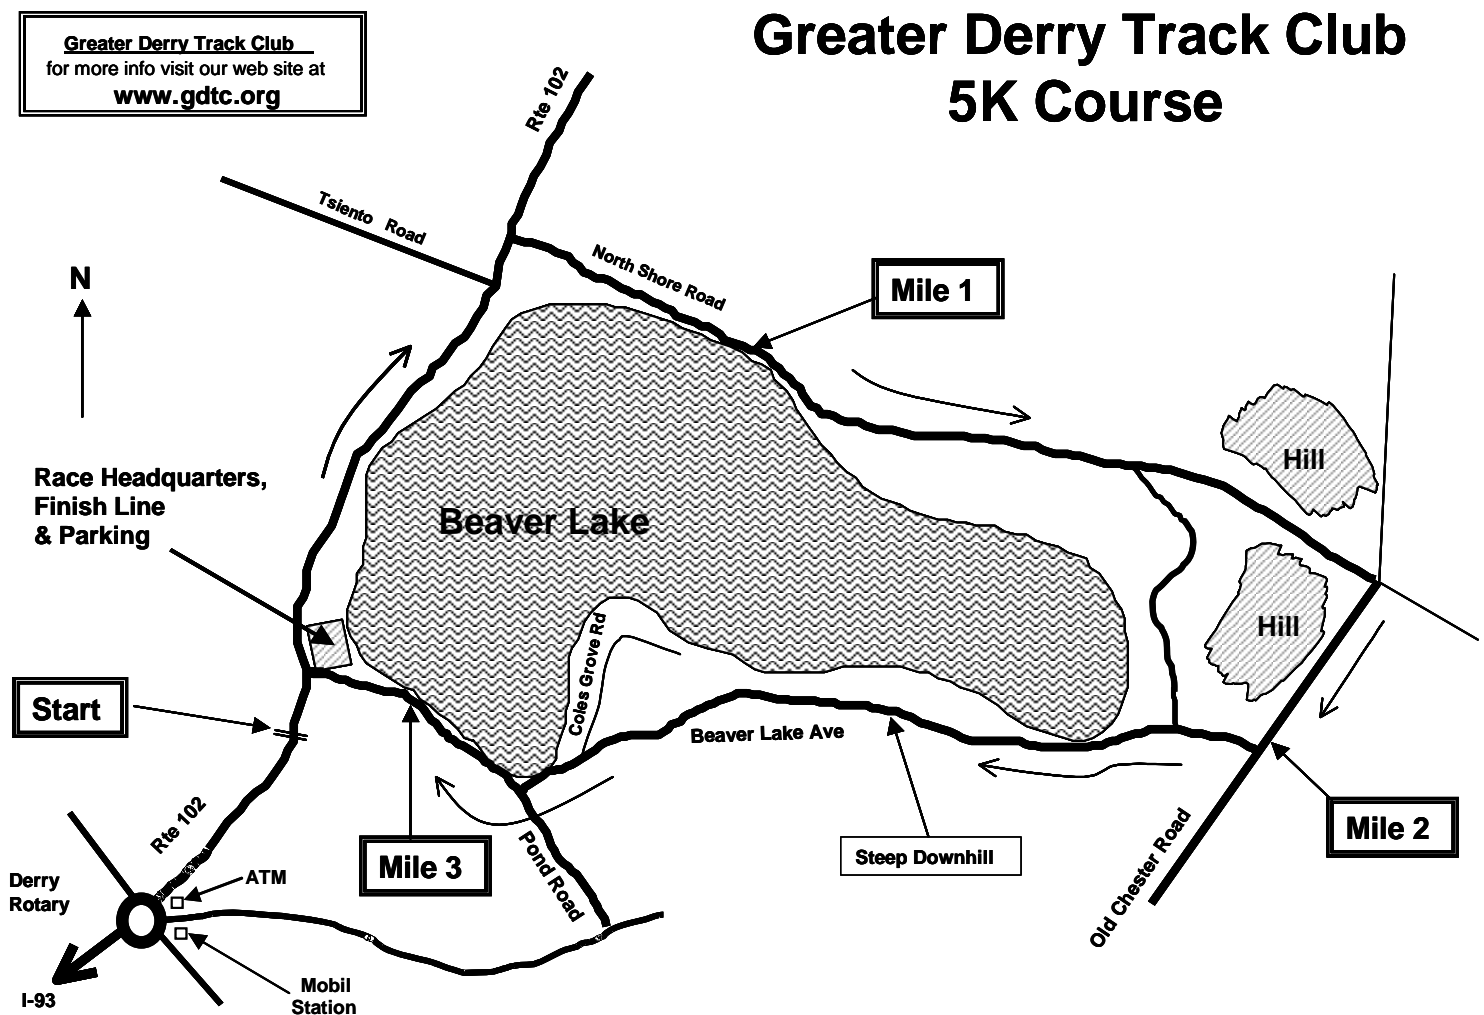 Greater Derry Track Club
for more info visit our web site at
www.gdtc.org
Greater Derry Track Club
5K Course
Rte 102
Tsiento Road
North Shore Road
N
Mile 1
Race Headquarters,
Finish Line
& Parking
Beaver Lake
Hill
Hill
Start
Coles Grove Rd
Beaver Lake Ave
Rte 102
Mile 3
Pond Road
Steep Downhill
Mile 2
Old Chester Road
Derry
Rotary
ATM
I-93
Mobil
Station